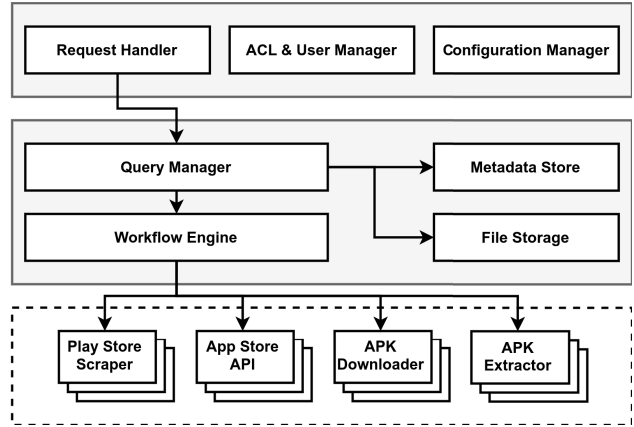 Request Handler
ACL & User Manager
Configuration Manager
Query Manager
Metadata Store
Workflow Engine
File Storage
Play Store
Scraper
App Store
API
APK
Downloader
APK
Extractor